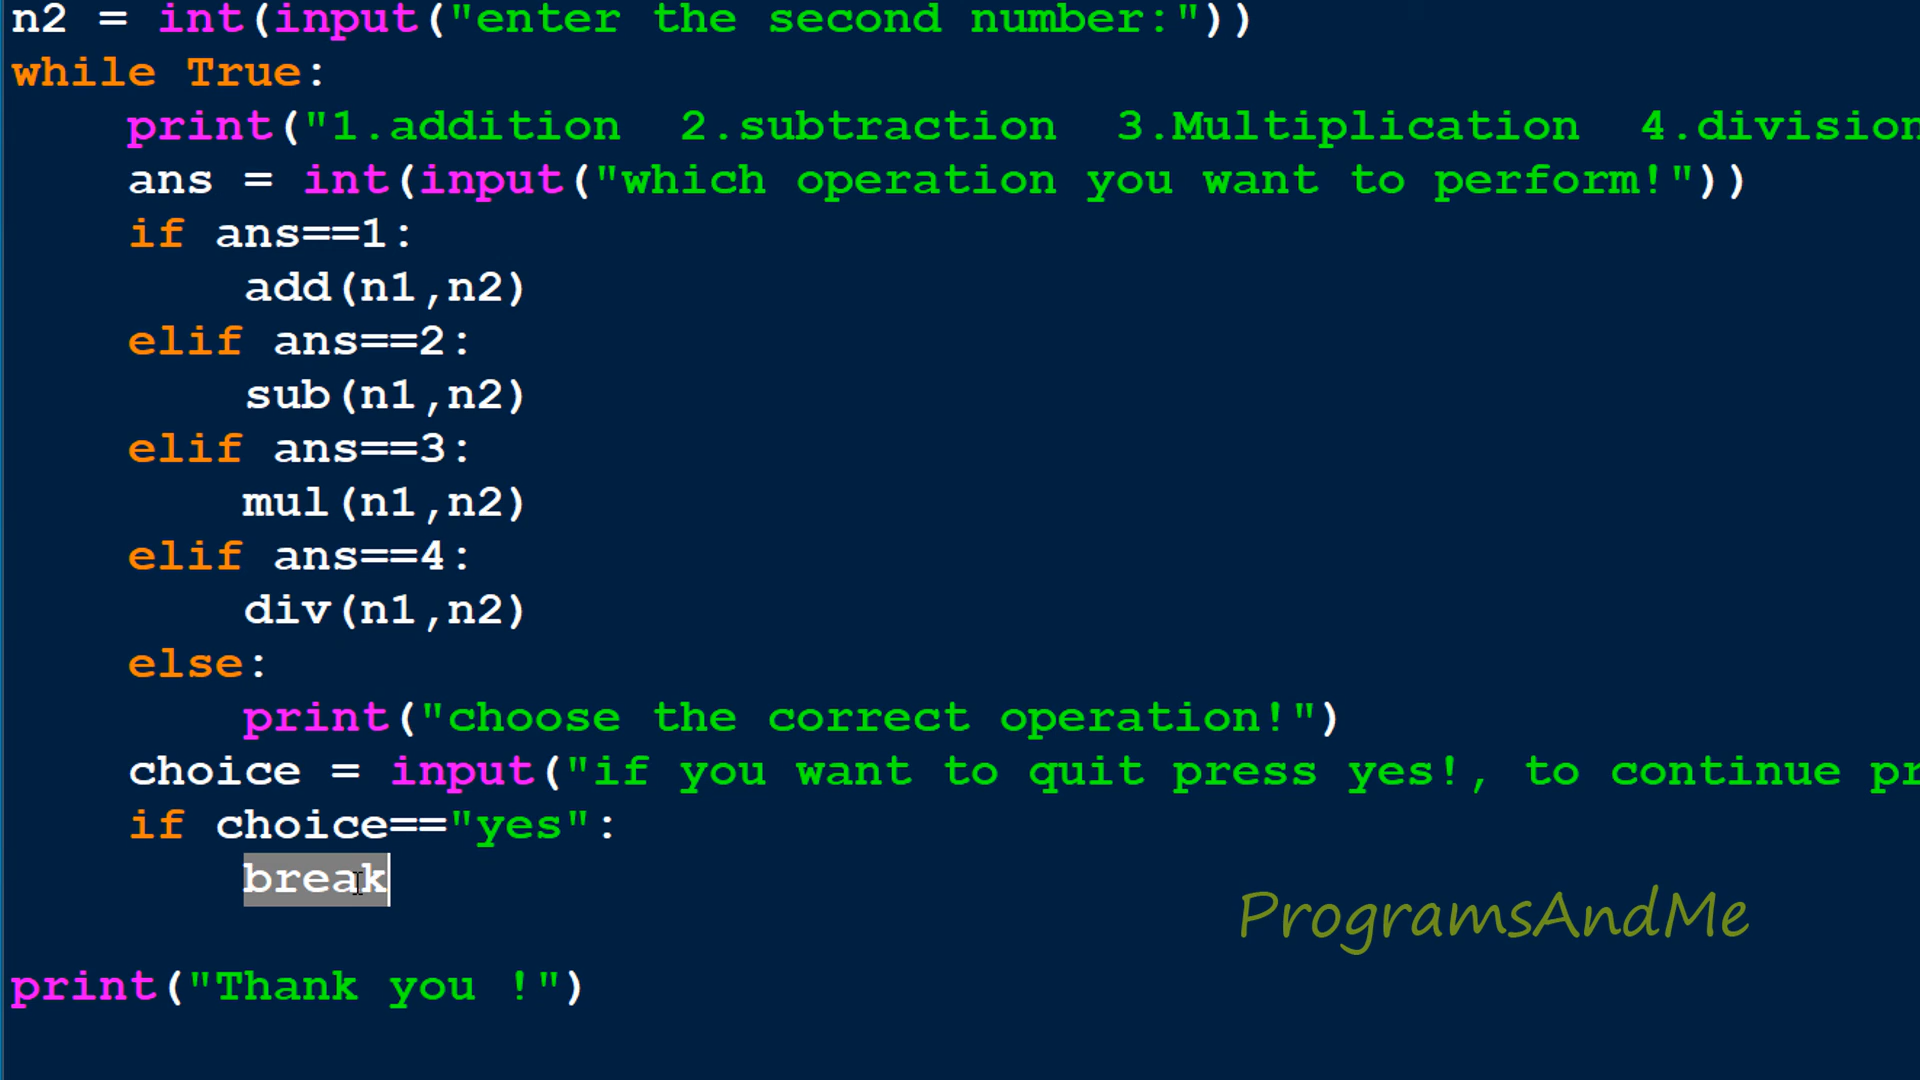 n2 = int(input("enter the second number:"))
while True:
    print("1.addition  2.subtraction  3.Multiplication  4.division
    ans = int(input("which operation you want to perform!"))
    if ans==1:
        add(n1,n2)
    elif ans==2:
        sub(n1,n2)
    elif ans==3:
        mul(n1,n2)
    elif ans==4:
        div(n1,n2)
    else:
        print("choose the correct operation!")
    choice = input("if you want to quit press yes!, to continue
    if choice=="yes":
        break
ProgramsAndMe
print("Thank you !")